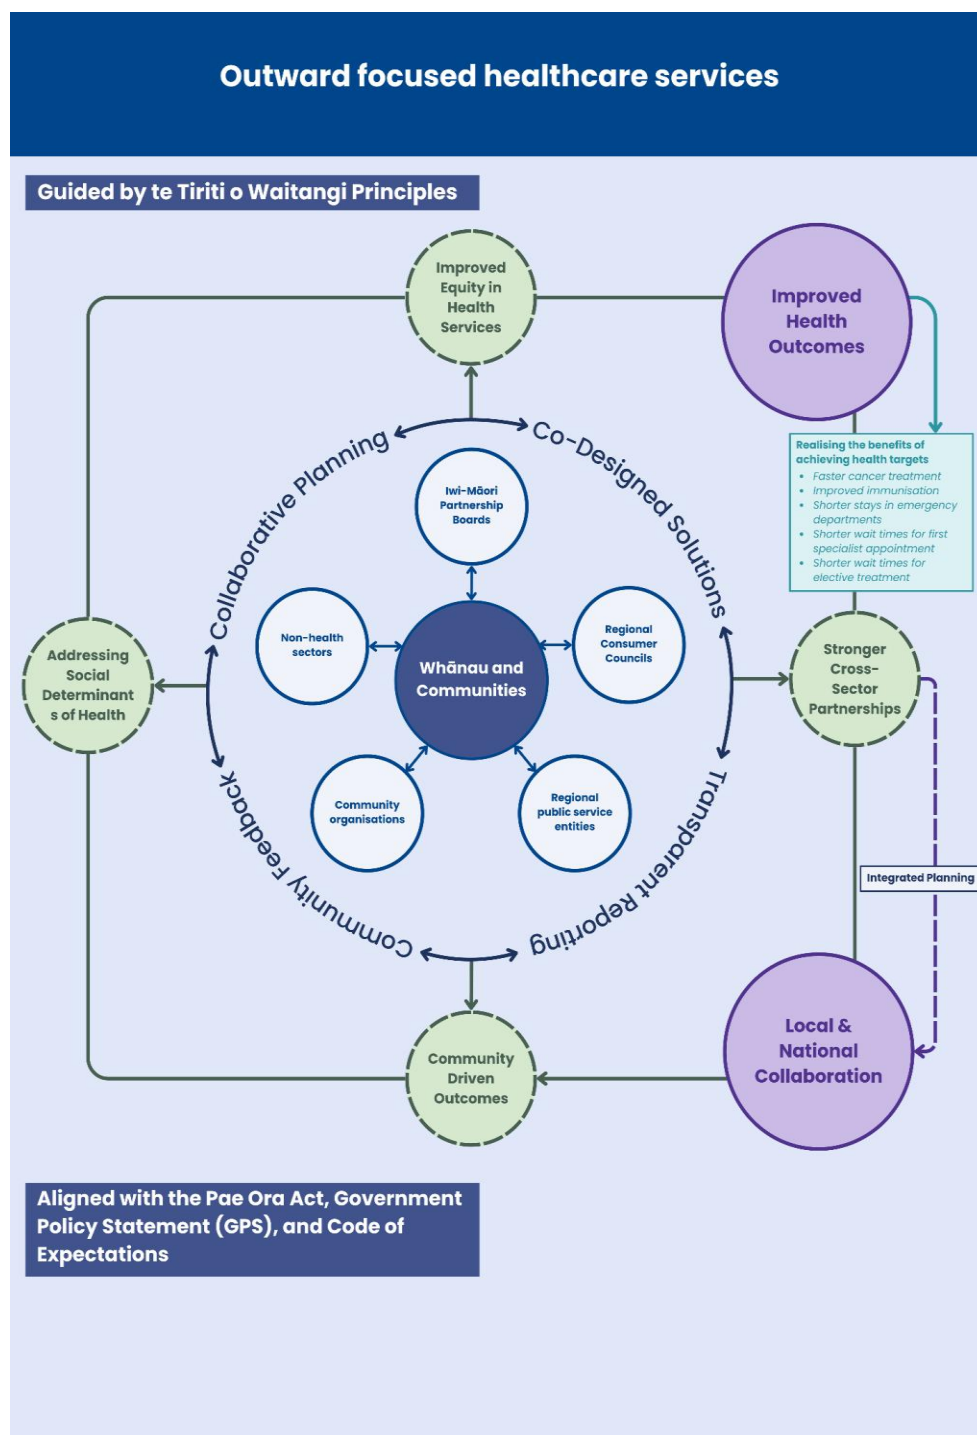 Outward focused healthcare services
Guided by te Tiriti o Waitangi Principles
Improved
Equity in
Health
Services
Improved
Health
Outcomes
Realising the benefits of
achieving health targets
• Faster cancer treatment
• Improved immunisation
• Shorter stays in emergency
departments
• Shorter wait times for first
specialist appointment
• Shorter wait times for
elective treatment
Collaborative Planning
Co-Designed Solutions
Iwi-Māori
Partnership
Boards
Non-health
sectors
Whānau and
Communities
Regional
Consumer
Councils
Addressing
Social
Determinant
s of Health
Stronger
Cross-
Sector
Partnerships
Community
organisations
Regional
public service
entities
Community Feedback
Transparent Reporting
Integrated Planning
Community
Driven
Outcomes
Local &
National
Collaboration
Aligned with the Pae Ora Act, Government
Policy Statement (GPS), and Code of
Expectations